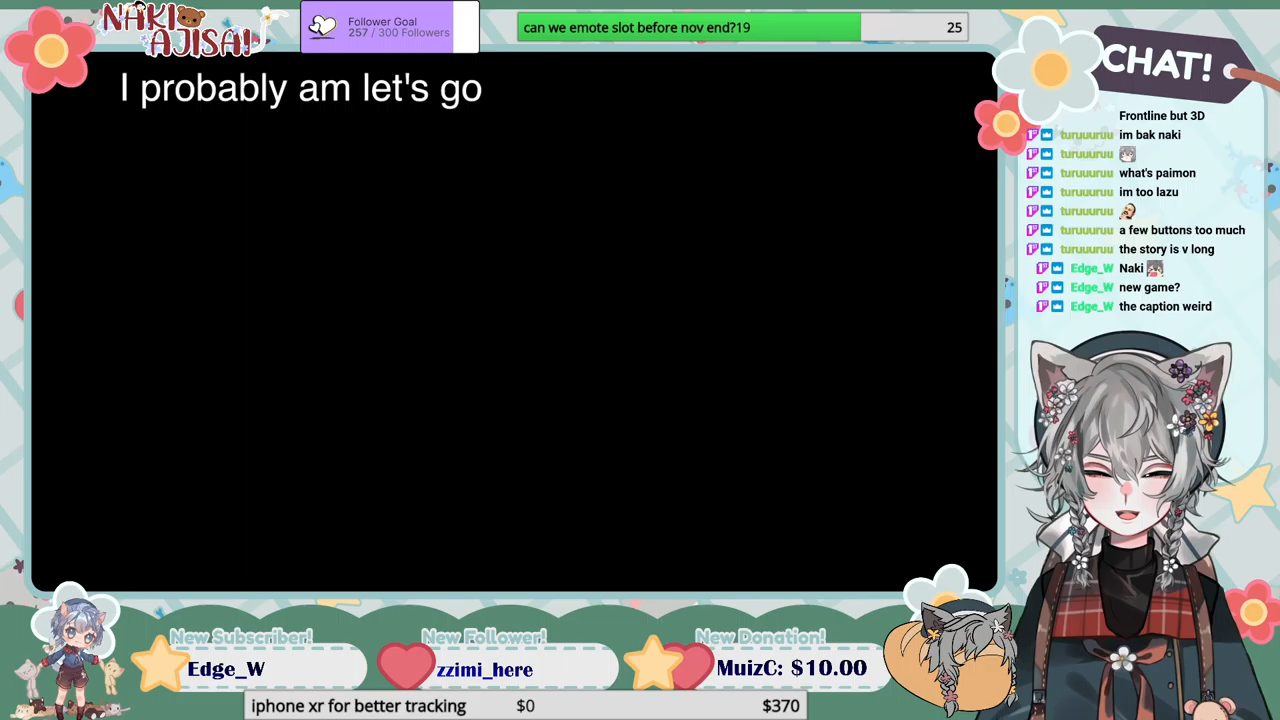 NAKI
AJISAI
Follower Goal
257 / 300 Followers
can we emote slot before nov end?19
25
CHAT!
I probably am let's go
Frontline but 3D
turuuuruu im bak naki
turuuuruu
turuuuruu what's paimon
turuuuruu im too lazu
turuuuruu
turuuuruu a few buttons too much
turuuuruu the story is v long
Edge_W Naki
Edge_W new game?
Edge_W the caption weird
New Subscriber!
Edge_W
New Follower!
zzimi_here
New Donation!
MuizC: $10.00
iphone xr for better tracking $0 $370